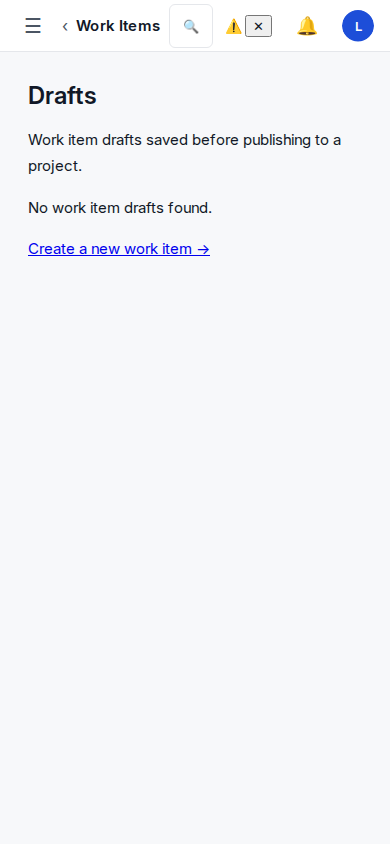 ☰ ‹ Work Items 🔍 ⚠️ ✕ 🔔 L
Drafts
Work item drafts saved before publishing to a
project.
No work item drafts found.
Create a new work item →